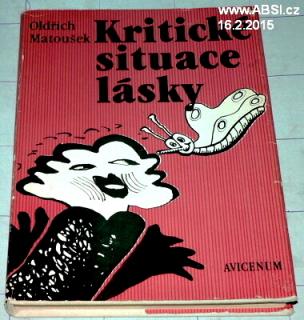 www.ABSI.cz
16.2.2015
Oldřich
Matoušek
Kritické
situace
lásky
AVICENUM